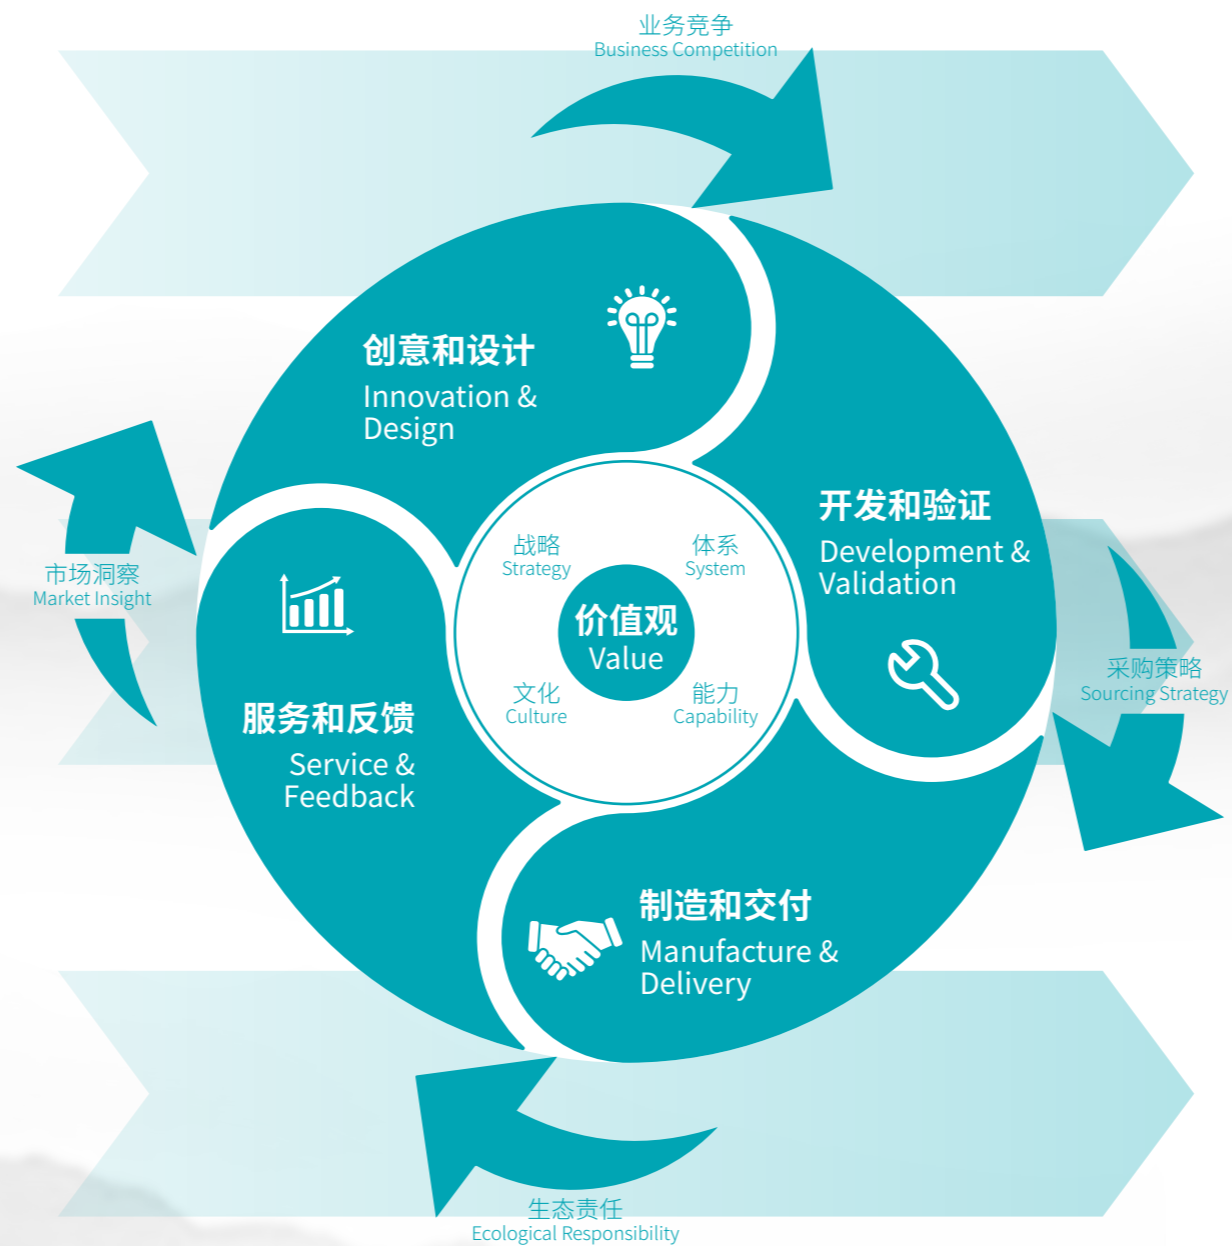 业务竞争
Business Competition
创意和设计
Innovation &
Design
开发和验证
Development &
Validation
市场洞察
Market Insight
战略
Strategy
体系
System
价值观
Value
文化
Culture
能力
Capability
采购策略
Sourcing Strategy
服务和反馈
Service &
Feedback
制造和交付
Manufacture &
Delivery
生态责任
Ecological Responsibility